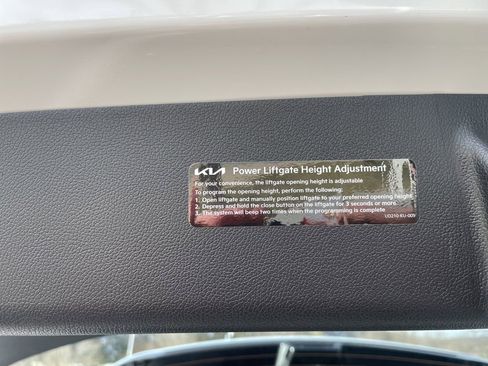 KIA Power Liftgate Height Adjustment
For your convenience, the liftgate opening height is adjustable
To program the opening height, perform the following:
1. Open liftgate and manually position liftgate to your preferred opening height
2. Depress and hold the close button on the liftgate for 3 seconds or more.
3. The system will beep two times when the programming is complete
U0210-KU-009